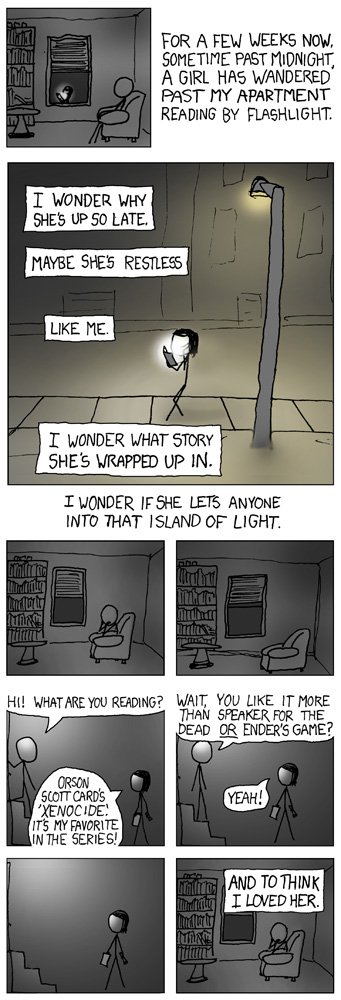 FOR A FEW WEEKS NOW,
SOMETIME PAST MIDNIGHT,
A GIRL HAS WANDERED
PAST MY APARTMENT
READING BY FLASHLIGHT.
I WONDER WHY
SHE'S UP SO LATE.
MAYBE SHE'S RESTLESS
LIKE ME.
I WONDER WHAT STORY
SHE'S WRAPPED UP IN.
I WONDER IF SHE LETS ANYONE
INTO THAT ISLAND OF LIGHT.
HI! WHAT ARE YOU READING?
ORSON
SCOTT CARD'S
'XENOCIDE'.
IT'S MY FAVORITE
IN THE SERIES!
WAIT, YOU LIKE IT MORE
THAN SPEAKER FOR THE
DEAD OR ENDER'S GAME?
YEAH!
AND TO THINK
I LOVED HER.